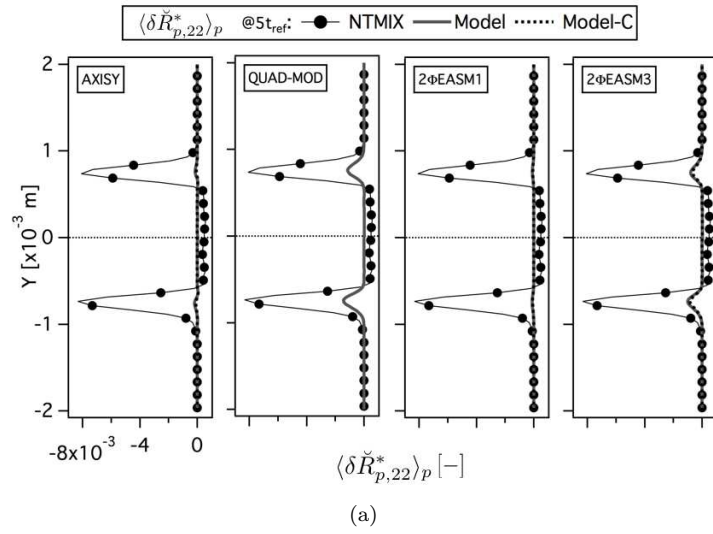 ⟨δR̆*p,22⟩p @5tref: NTMIX Model Model-C
AXISY QUAD-MOD 2ΦEASM1 2ΦEASM3
2
1
0
-1
-2
Y [x10⁻³ m]
-8x10⁻³ -4 0
⟨δR̆*p,22⟩p [−]
(a)